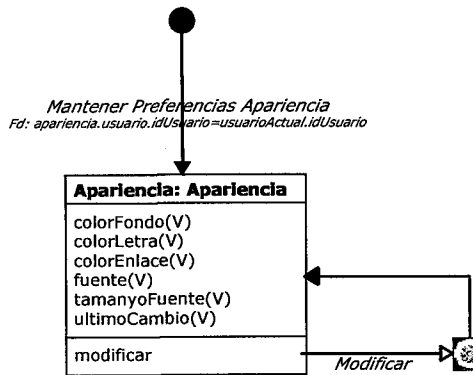 Mantener Preferencias Apariencia
Fd: apariencia.usuario.idUsuario=usuarioActual.idUsuario
Apariencia: Apariencia
colorFondo(V)
colorLetra(V)
colorEnlace(V)
fuente(V)
tamanyoFuente(V)
ultimoCambio(V)
modificar
Modificar